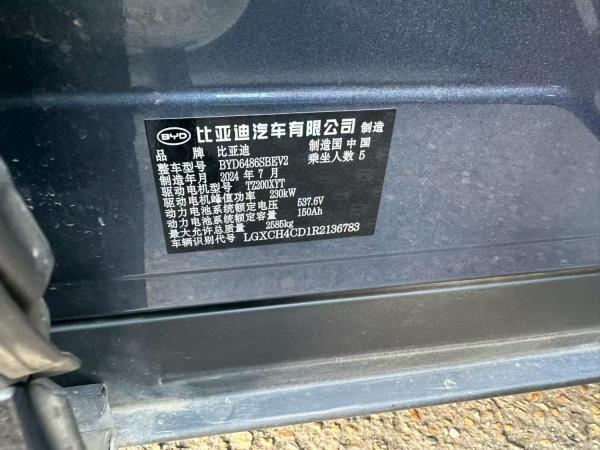 BYD 比亚迪汽车有限公司 制造
品牌 比亚迪 制造国 中国
整车型号 BYD6486SBEV2 乘坐人数 5
制造年月 2024 年 7 月
驱动电机型号 TZ200XYT
驱动电机峰值功率 230kW
动力电池系统额定电压 537.6V
动力电池系统额定容量 150Ah
最大允许总质量 2585kg
车辆识别代号 LGXCH4CD1R2136783